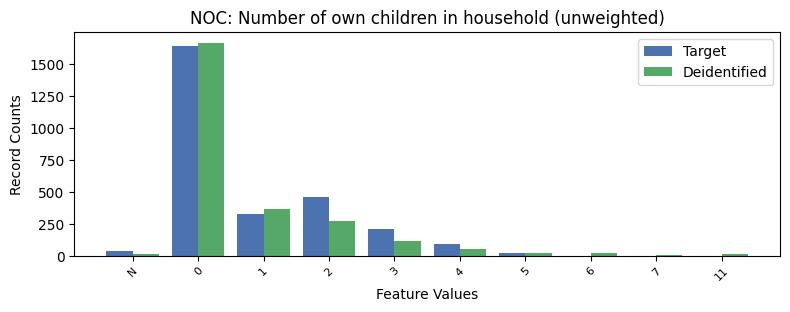 NOC: Number of own children in household (unweighted)
Target
Deidentified
Record Counts
1500
1250
1000
750
500
250
0
N 0 1 2 3 4 5 6 7 11
Feature Values